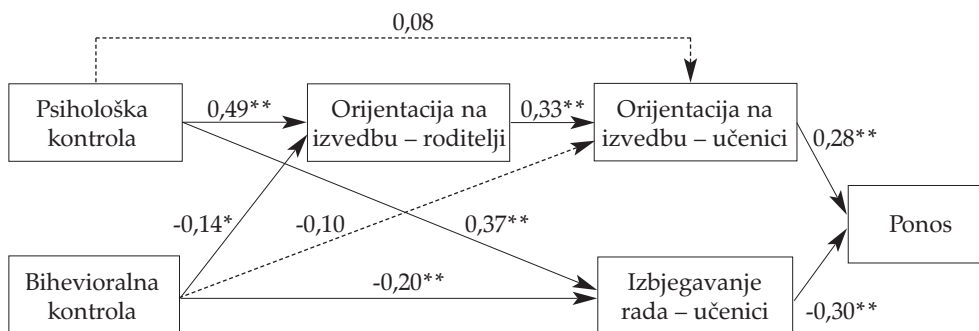 0,08
Psihološka
kontrola
0,49**
Orijentacija na
izvedbu – roditelji
0,33**
Orijentacija na
izvedbu – učenici
0,28**
-0,14*
-0,10
0,37**
Ponos
Bihevioralna
kontrola
-0,20**
Izbjegavanje
rada – učenici
-0,30**